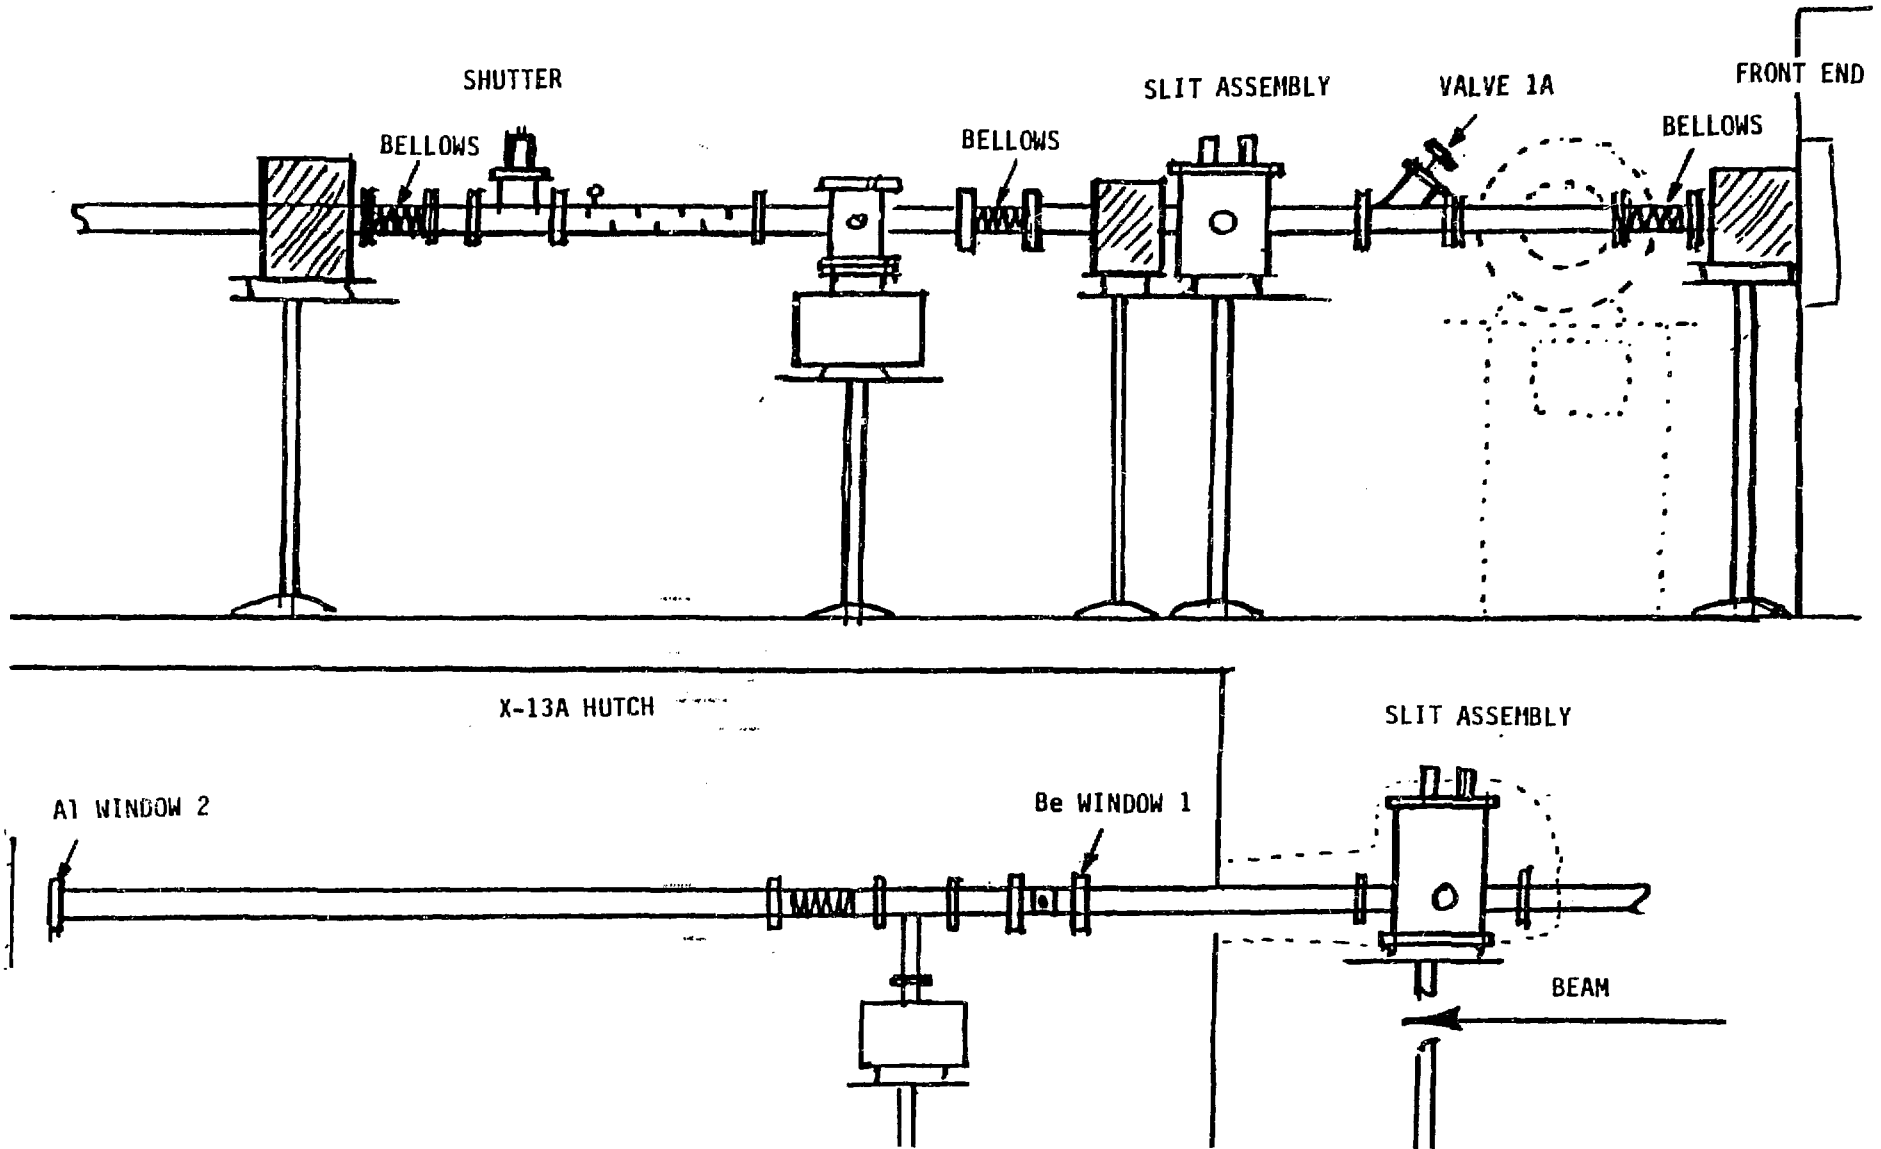 SHUTTER
SLIT ASSEMBLY
VALVE 1A
FRONT END
BELLOWS
BELLOWS
BELLOWS
X-13A HUTCH
SLIT ASSEMBLY
Al WINDOW 2
Be WINDOW 1
BEAM